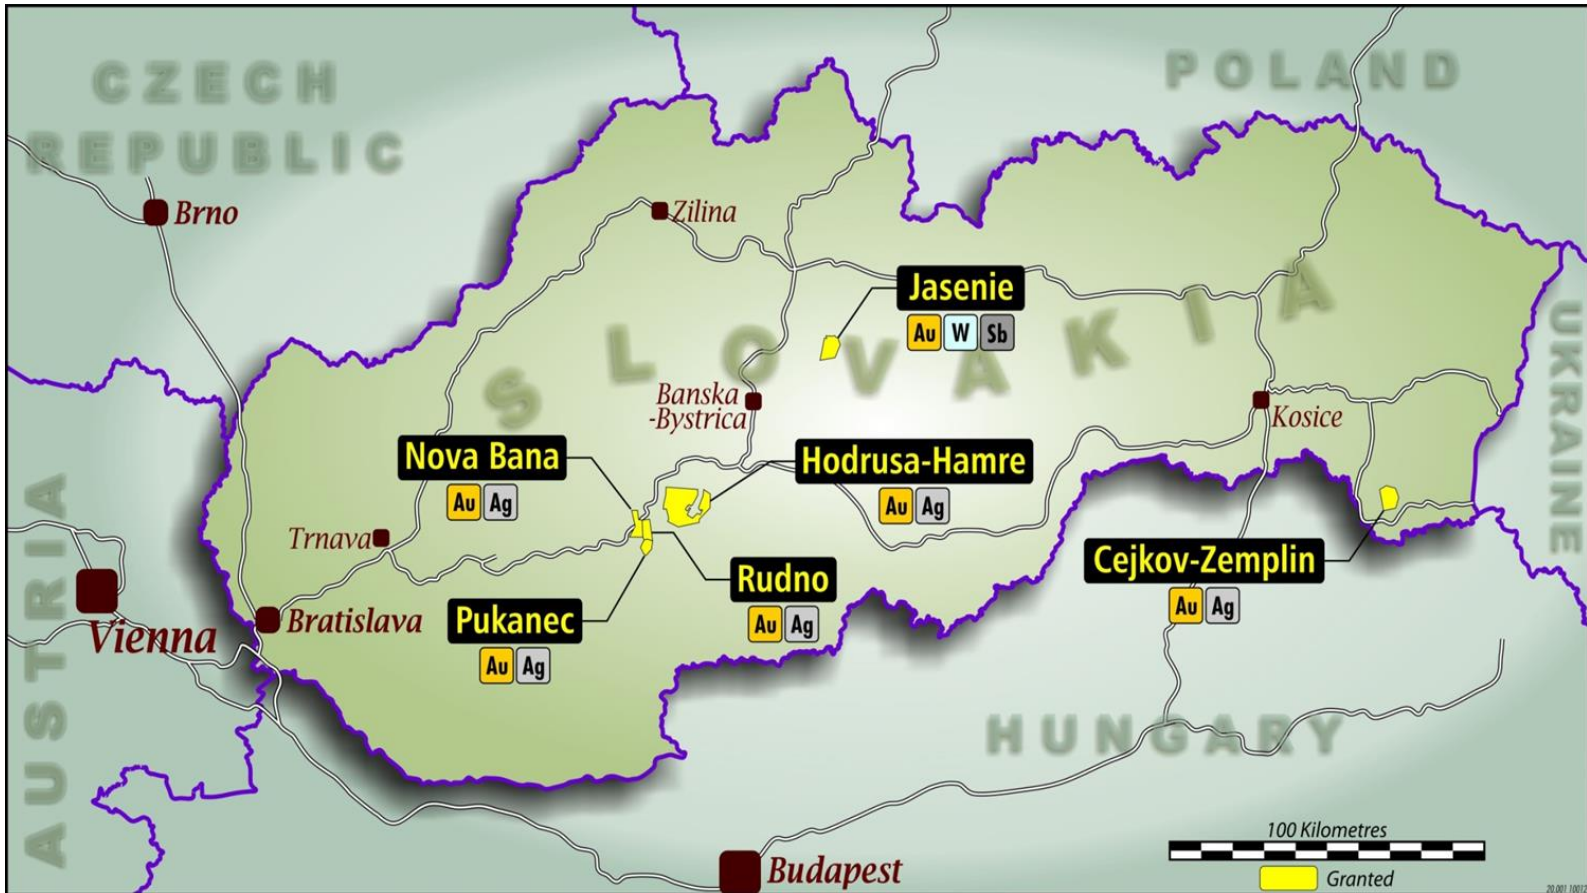 CZECH
REPUBLIC
POLAND
Brno
Zilina
Jasenie
Au W Sb
SLOVAKIA
UKRAINE
Banska
-Bystrica
Kosice
Nova Bana
Au Ag
Hodrusa-Hamre
Au Ag
Trnava
Cejkov-Zemplin
Au Ag
Rudno
Au Ag
AUSTRIA
Vienna
Bratislava
Pukanec
Au Ag
HUNGARY
100 Kilometres
Budapest
Granted